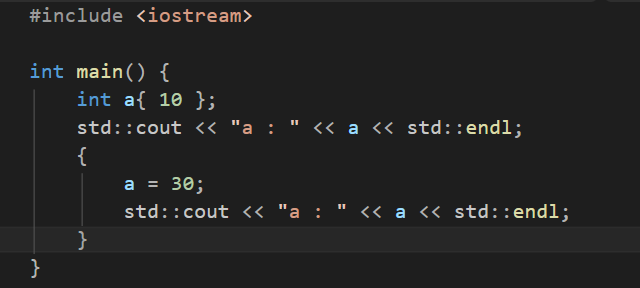 #include <iostream>
int main() {
    int a{ 10 };
    std::cout << "a : " << a << std::endl;
    {
        a = 30;
        std::cout << "a : " << a << std::endl;
    }
}